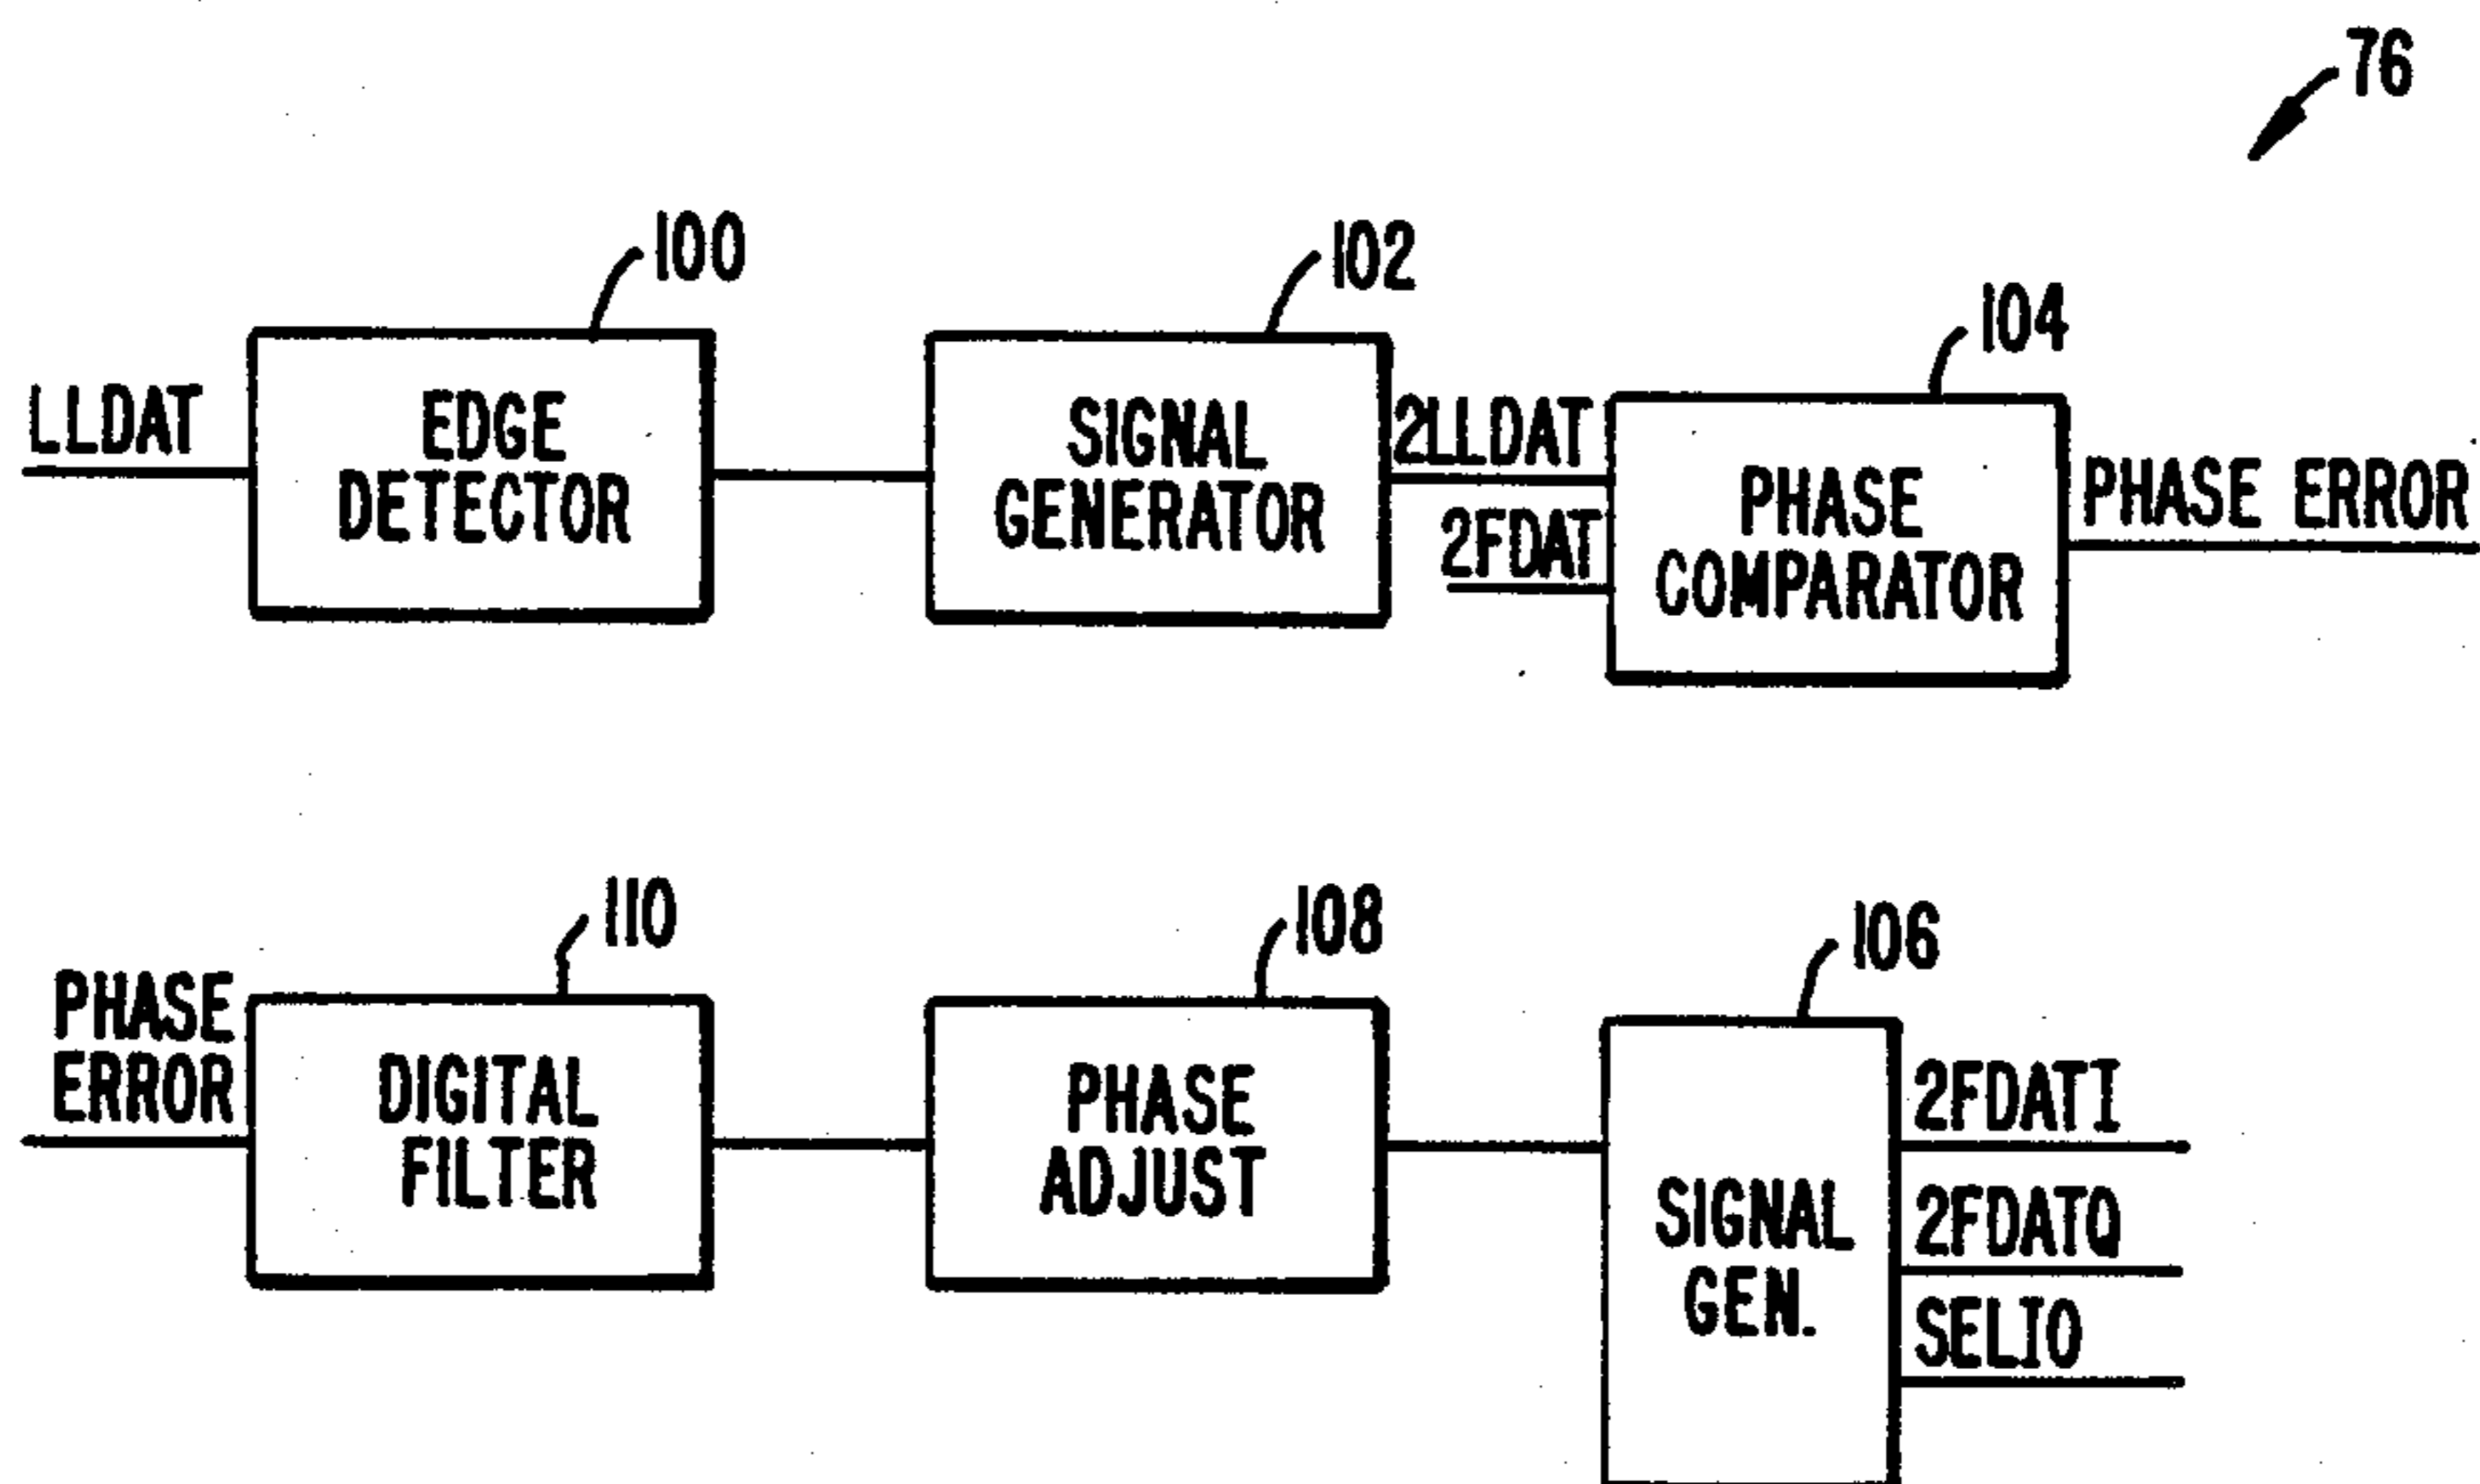 76
100
102
104
LLDAT
EDGE
DETECTOR
SIGNAL
GENERATOR
2LLDAT
2FDAT
PHASE
COMPARATOR
PHASE ERROR
110
108
106
PHASE
ERROR
DIGITAL
FILTER
PHASE
ADJUST
SIGNAL
GEN.
2FDATI
2FDATQ
SELIO